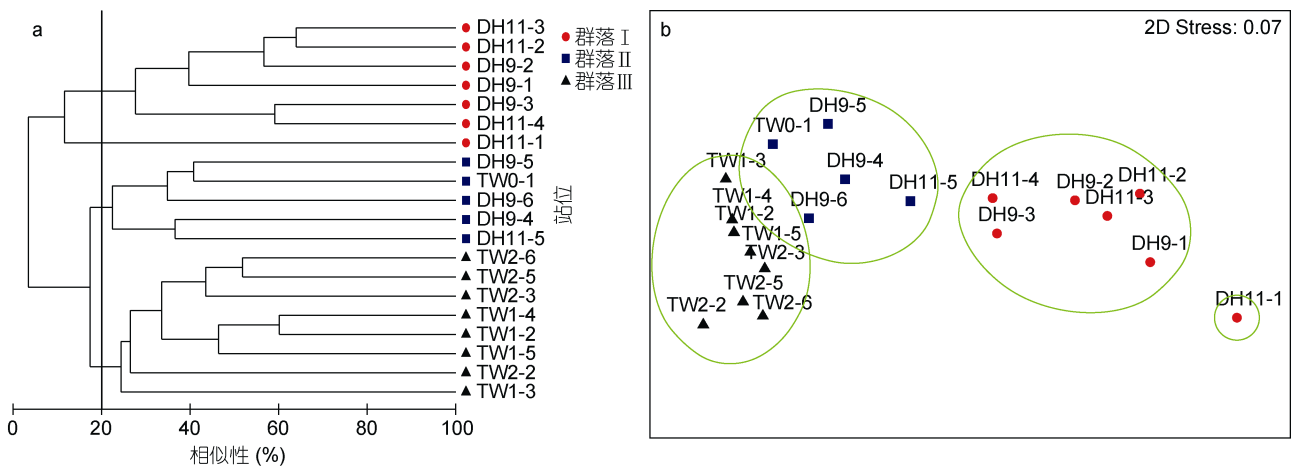 a
DH11-3
DH11-2
DH9-2
DH9-1
DH9-3
DH11-4
DH11-1
DH9-5
TW0-1
DH9-6
DH9-4
DH11-5
TW2-6
TW2-5
TW2-3
TW1-4
TW1-2
TW1-5
TW2-2
TW1-3
群落Ⅰ
群落Ⅱ
群落Ⅲ
站位
0 20 40 60 80 100
相似性 (%)
b
2D Stress: 0.07
DH9-5
TW0-1
TW1-3
DH9-4
DH11-5
TW1-4
DH9-6
TW1-2
TW1-5
TW2-3
TW2-5
TW2-2
TW2-6
DH11-4
DH9-2
DH11-2
DH11-3
DH9-3
DH9-1
DH11-1